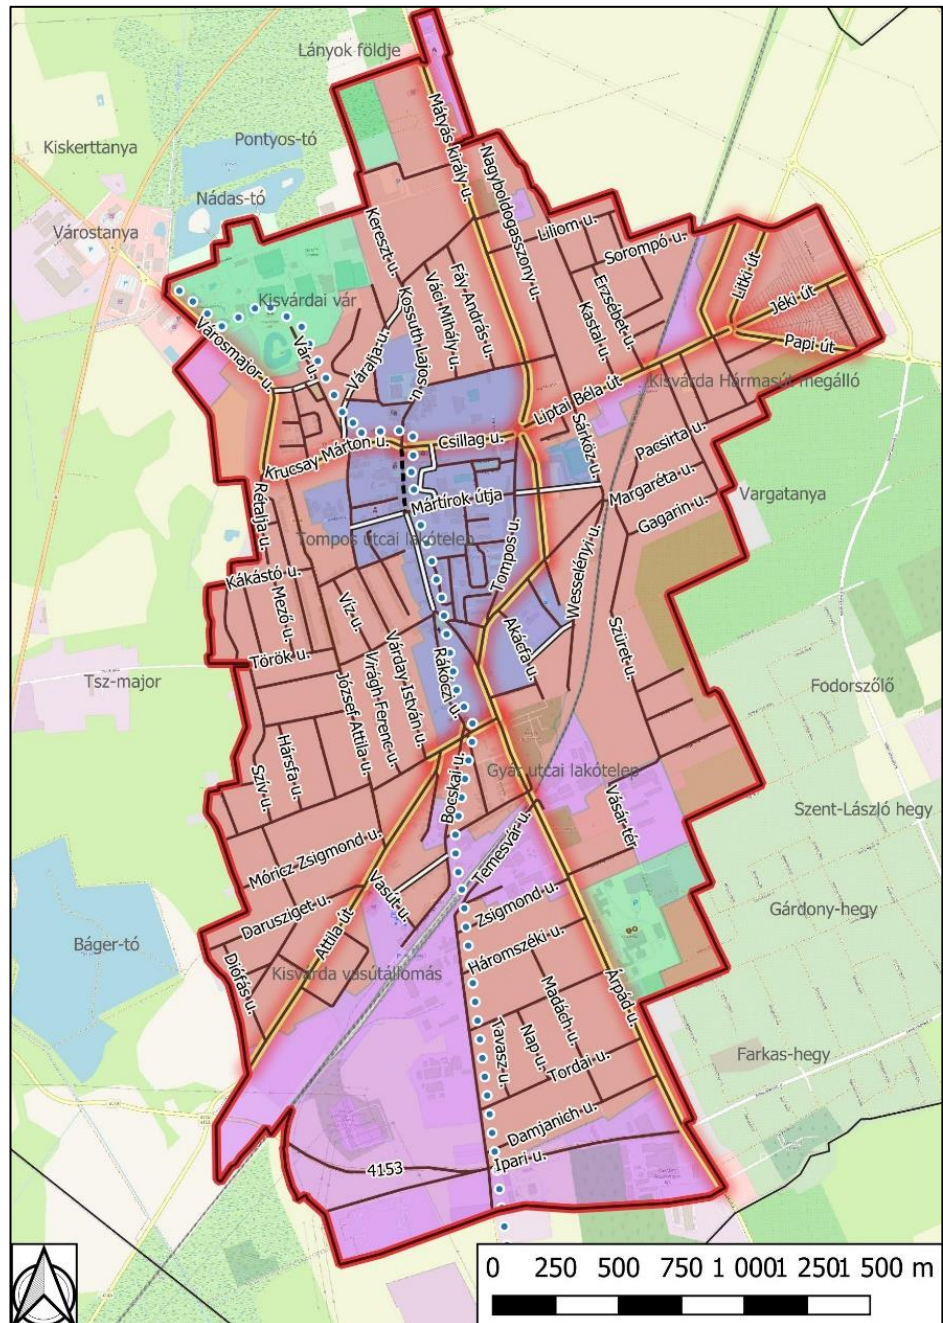 Lányok földje
Mátyás király u.
Kiskerttanya
Pontyos-tó
Nagyboldogasszony u.
Nádas-tó
Várostanya
Kereszt u.
Liliom u.
Sorompó u.
Váci Mihály u.
Fáy András u.
Kossuth Lajos u.
Erzsébet u.
Kastal u.
Litki út
Jéki út
Papi út
Kisvárdai vár
Városmajor u.
Vár u.
Váralja u.
Liptai Béla út
Kisvárda Hármasút megálló
Krucsay Márton u.
Csillag u.
Sárköz u.
Pacsirta u.
Margaréta u.
Gagarin u.
Vargatanya
Rétalja u.
Mártírok útja
Tompos utcai lakótelep
Tompos u.
Wesselényi u.
Kákástó u.
Mező u.
Víz u.
Török u.
Várday István u.
Virágh Ferenc u.
József Attila u.
Rákóczi u.
Akácfa u.
Szüret u.
Tsz-major
Fodorszőlő
Hársfa u.
Szív u.
Bocskai u.
Gyár utcai lakótelep
Vásár tér
Szent-László hegy
Móricz Zsigmond u.
Temesvár u.
Vasút u.
Darusziget u.
Attila út
Zsigmond u.
Gárdony-hegy
Báger-tó
Diófás u.
Kisvárda vasútállomás
Háromszéki u.
Madách u.
Árpád u.
Tavasz u.
Nap u.
Tordai u.
Farkas-hegy
Damjanich u.
Ipari u.
4153
0 250 500 750 1 000 1 250 1 500 m